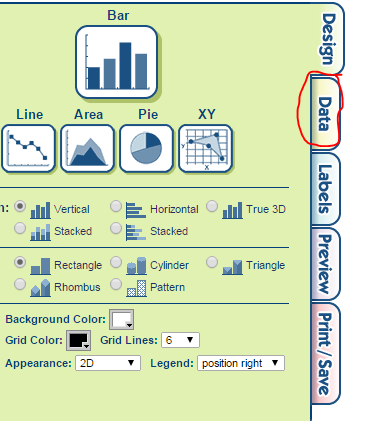 Bar
Design
Data
Line Area Pie XY
Labels
n: Vertical Horizontal True 3D
Stacked Stacked
Preview
Rectangle Cylinder Triangle
Rhombus Pattern
Print / Save
Background Color:
Grid Color: Grid Lines: 6
Appearance: 2D Legend: position right